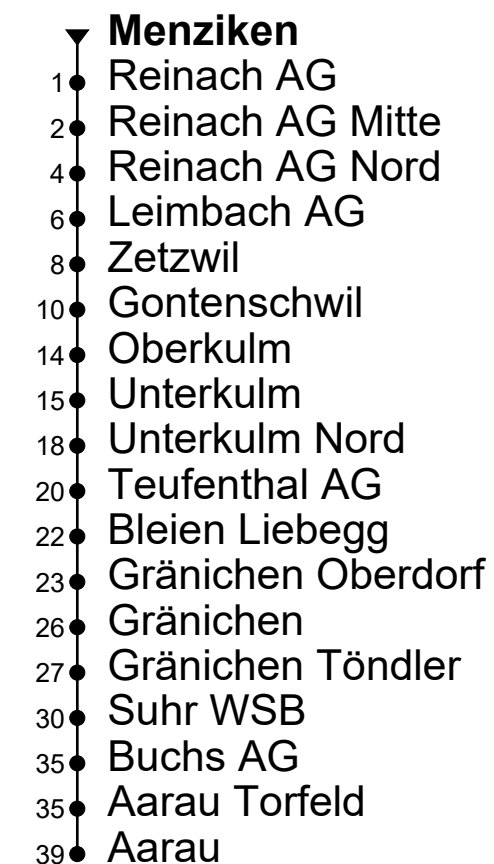 Menziken
1 Reinach AG
2 Reinach AG Mitte
4 Reinach AG Nord
6 Leimbach AG
8 Zetzwil
10 Gontenschwil
14 Oberkulm
15 Unterkulm
18 Unterkulm Nord
20 Teufenthal AG
22 Bleien Liebegg
23 Gränichen Oberdorf
26 Gränichen
27 Gränichen Töndler
30 Suhr WSB
35 Buchs AG
35 Aarau Torfeld
39 Aarau